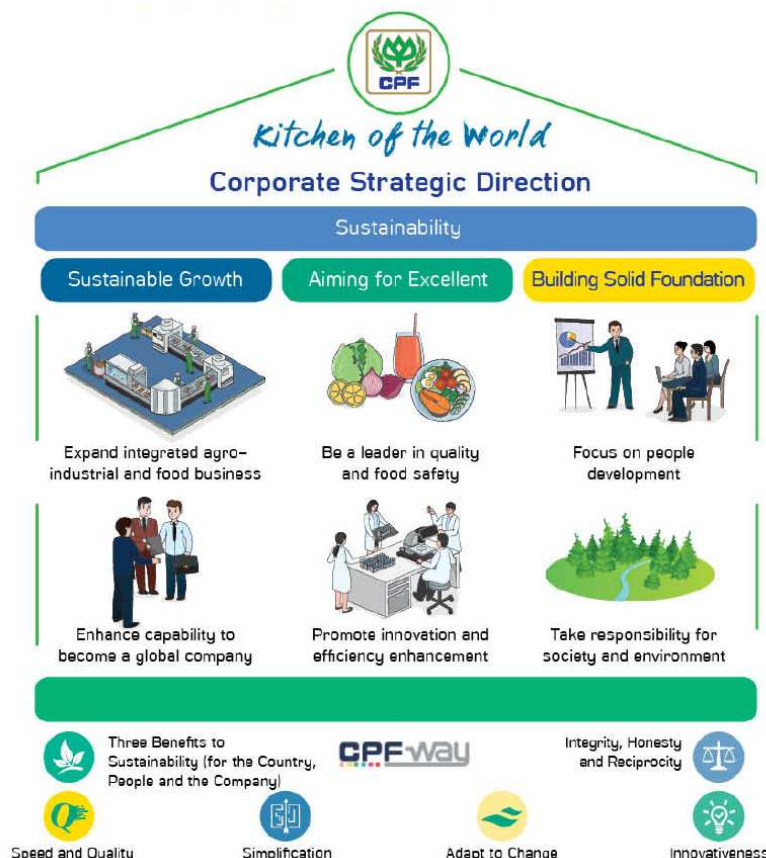 CPF
Kitchen of the World
Corporate Strategic Direction
Sustainability
Sustainable Growth
Aiming for Excellent
Building Solid Foundation
Expand integrated agro-
industrial and food business
Be a leader in quality
and food safety
Focus on people
development
Enhance capability to
become a global company
Promote innovation and
efficiency enhancement
Take responsibility for
society and environment
Three Benefits to
Sustainability (for the Country,
People and the Company)
CPF-way
Integrity, Honesty
and Reciprocity
Speed and Quality
Simplification
Adapt to Change
Innovativeness